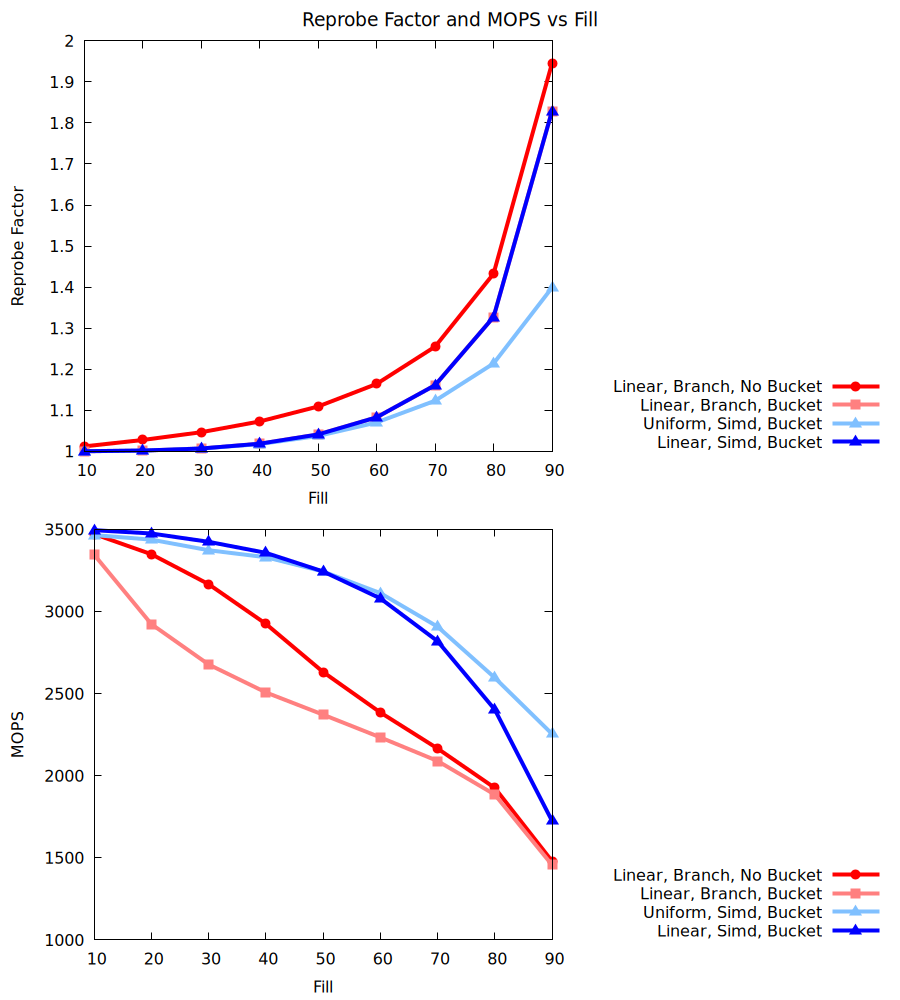 Reprobe Factor and MOPS vs Fill
2
1.9
1.8
1.7
1.6
1.5
1.4
1.3
1.2
1.1
1
Reprobe Factor
10 20 30 40 50 60 70 80 90
Fill
Linear, Branch, No Bucket
Linear, Branch, Bucket
Uniform, Simd, Bucket
Linear, Simd, Bucket
3500
3000
2500
2000
1500
1000
MOPS
10 20 30 40 50 60 70 80 90
Fill
Linear, Branch, No Bucket
Linear, Branch, Bucket
Uniform, Simd, Bucket
Linear, Simd, Bucket